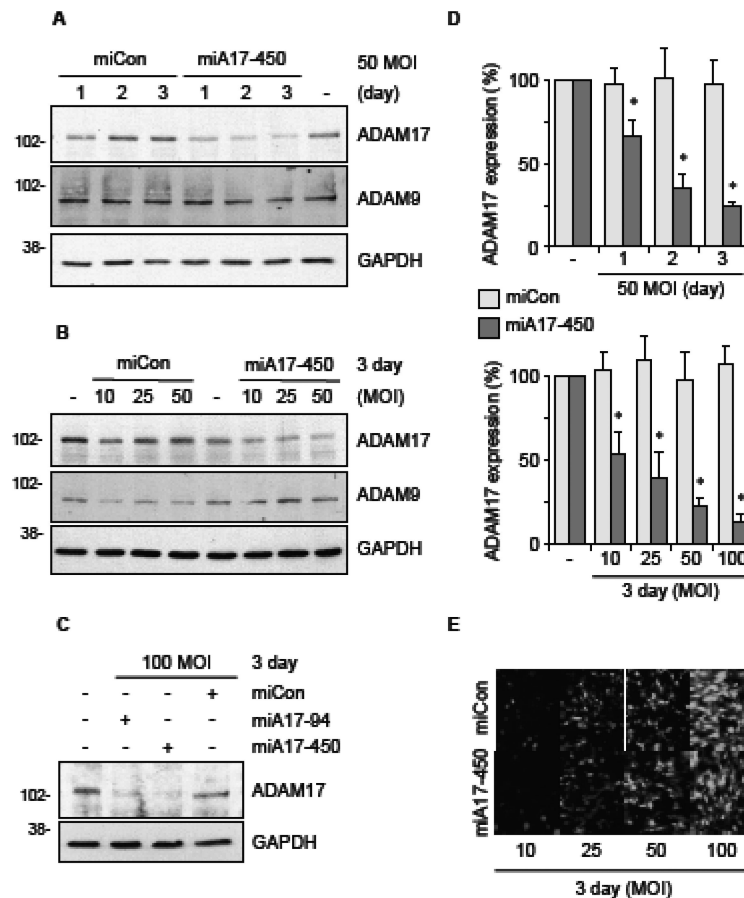 A
miCon miA17-450 50 MOI
1 2 3 1 2 3 - (day)
102- ADAM17
102- ADAM9
38- GAPDH
B
miCon miA17-450 3 day
- 10 25 50 - 10 25 50 (MOI)
102- ADAM17
ADAM9
38- GAPDH
C
100 MOI 3 day
- - - + miCon
- + - - miA17-94
- - + - miA17-450
102- ADAM17
38- GAPDH
D
ADAM17 expression (%)
100
50
0
* * *
- 1 2 3
50 MOI (day)
miCon
miA17-450
ADAM17 expression (%)
100
50
0
* * * *
- 10 25 50 100
3 day (MOI)
E
miCon
miA17-450
10 25 50 100
3 day (MOI)